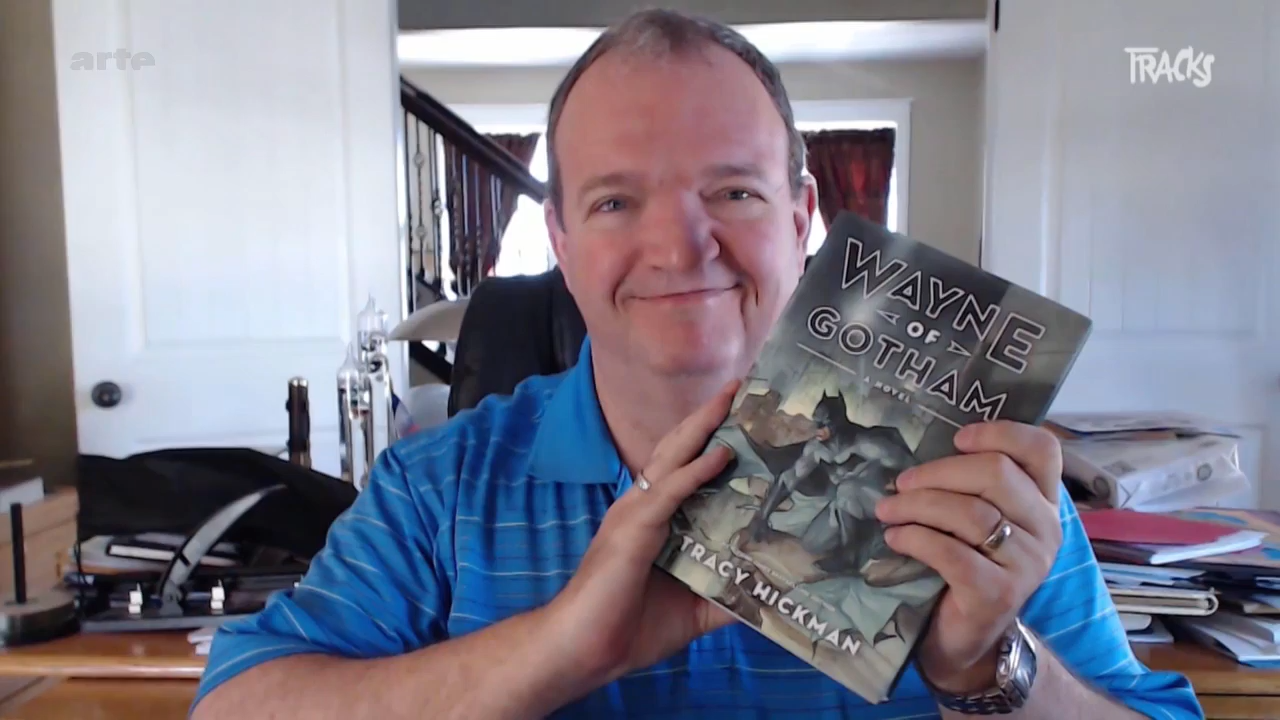 arte
TRACKS
WAYNE
OF
GOTHAM
A NOVEL
TRACY HICKMAN